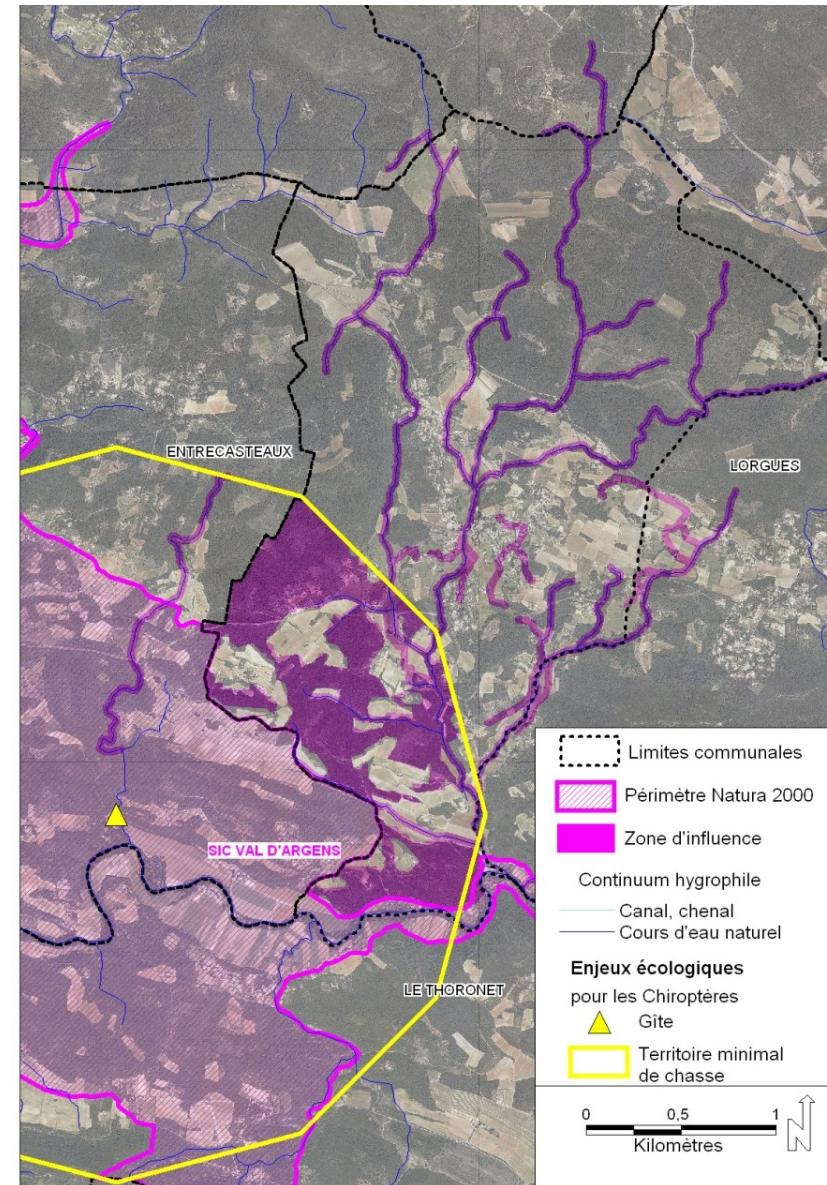 ENTRECASTEAUX
LORGUES
SIC VAL D'ARGENS
LE THORONET
Limites communales
Périmètre Natura 2000
Zone d'influence
Continuum hygrophile
Canal, chenal
Cours d'eau naturel
Enjeux écologiques
pour les Chiroptères
Gîte
Territoire minimal
de chasse
0 0,5 1
Kilomètres
N